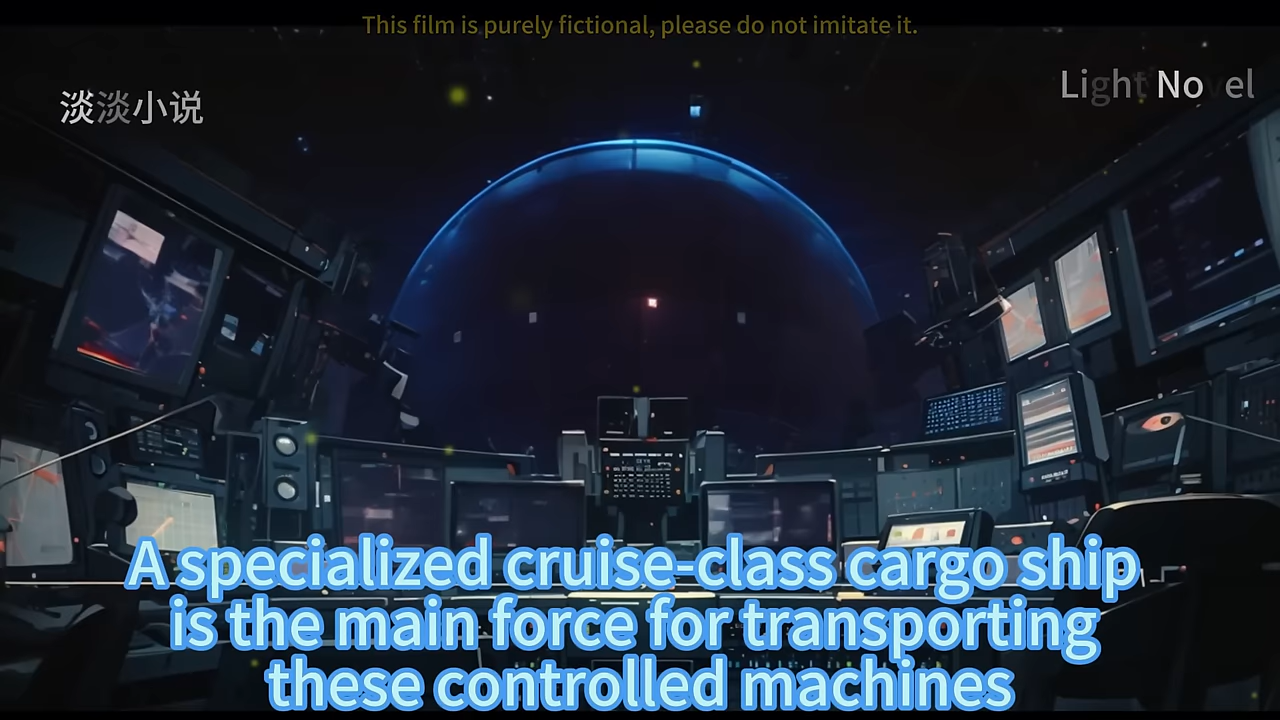 This film is purely fictional, please do not imitate it.
淡淡小说
Light Novel
A specialized cruise-class cargo ship
is the main force for transporting
these controlled machines